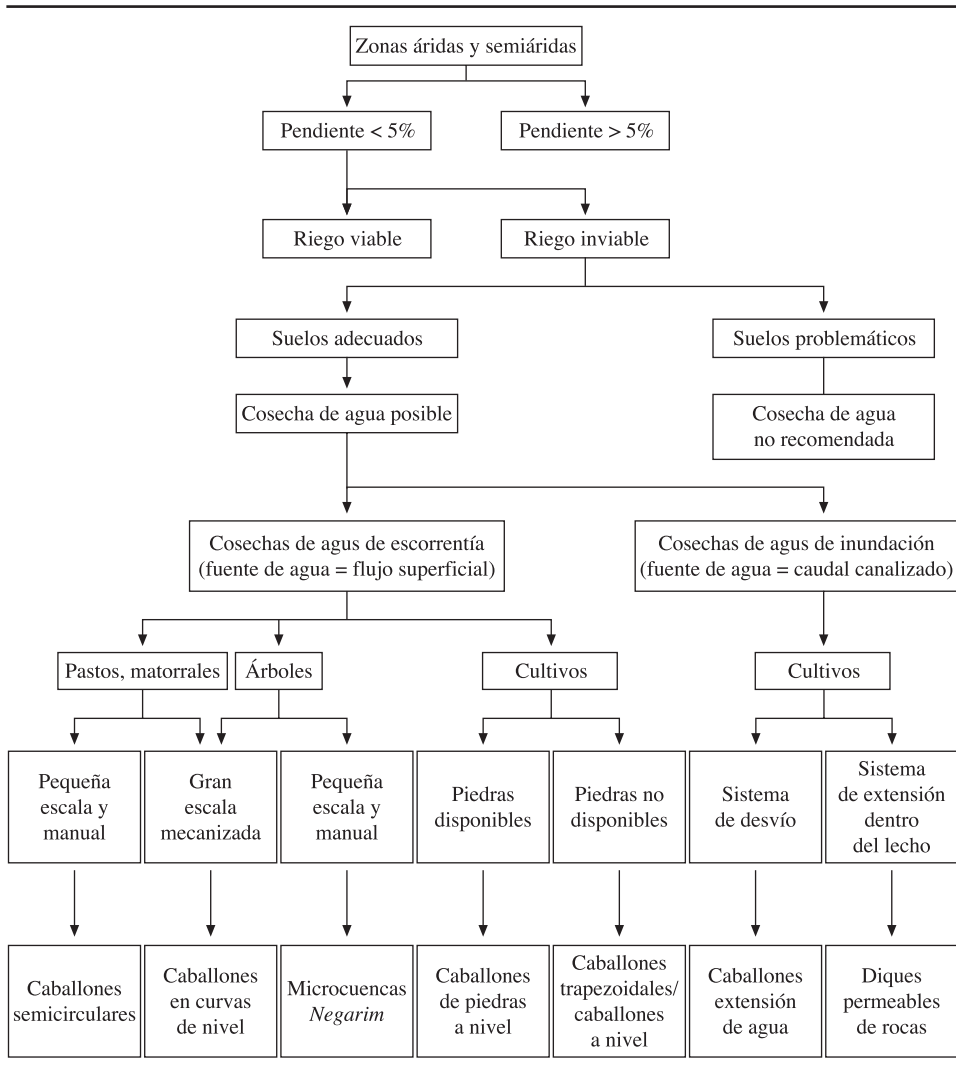 Zonas áridas y semiáridas
Pendiente < 5%
Pendiente > 5%
Riego viable
Riego inviable
Suelos adecuados
Suelos problemáticos
Cosecha de agua posible
Cosecha de agua
no recomendada
Cosechas de agus de escorrentía
(fuente de agua = flujo superficial)
Cosechas de agus de inundación
(fuente de agua = caudal canalizado)
Pastos, matorrales
Árboles
Cultivos
Cultivos
Pequeña
escala y
manual
Gran
escala
mecanizada
Pequeña
escala y
manual
Piedras
disponibles
Piedras no
disponibles
Sistema
de desvío
Sistema
de extensión
dentro
del lecho
Caballones
semicirculares
Caballones
en curvas
de nivel
Microcuencas
Negarim
Caballones
de piedras
a nivel
Caballones
trapezoidales/
caballones
a nivel
Caballones
extensión
de agua
Diques
permeables
de rocas